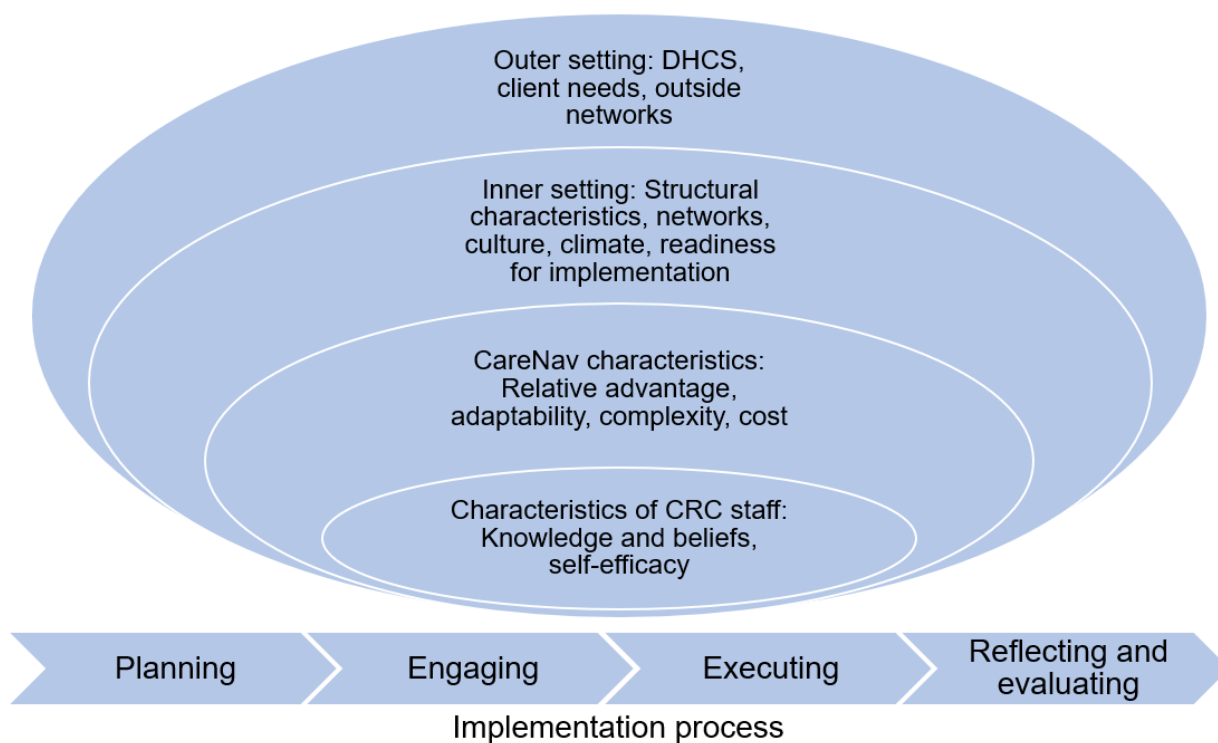 Outer setting: DHCS,
client needs, outside
networks
Inner setting: Structural
characteristics, networks,
culture, climate, readiness
for implementation
CareNav characteristics:
Relative advantage,
adaptability, complexity, cost
Characteristics of CRC staff:
Knowledge and beliefs,
self-efficacy
Planning
Engaging
Executing
Reflecting and
evaluating
Implementation process